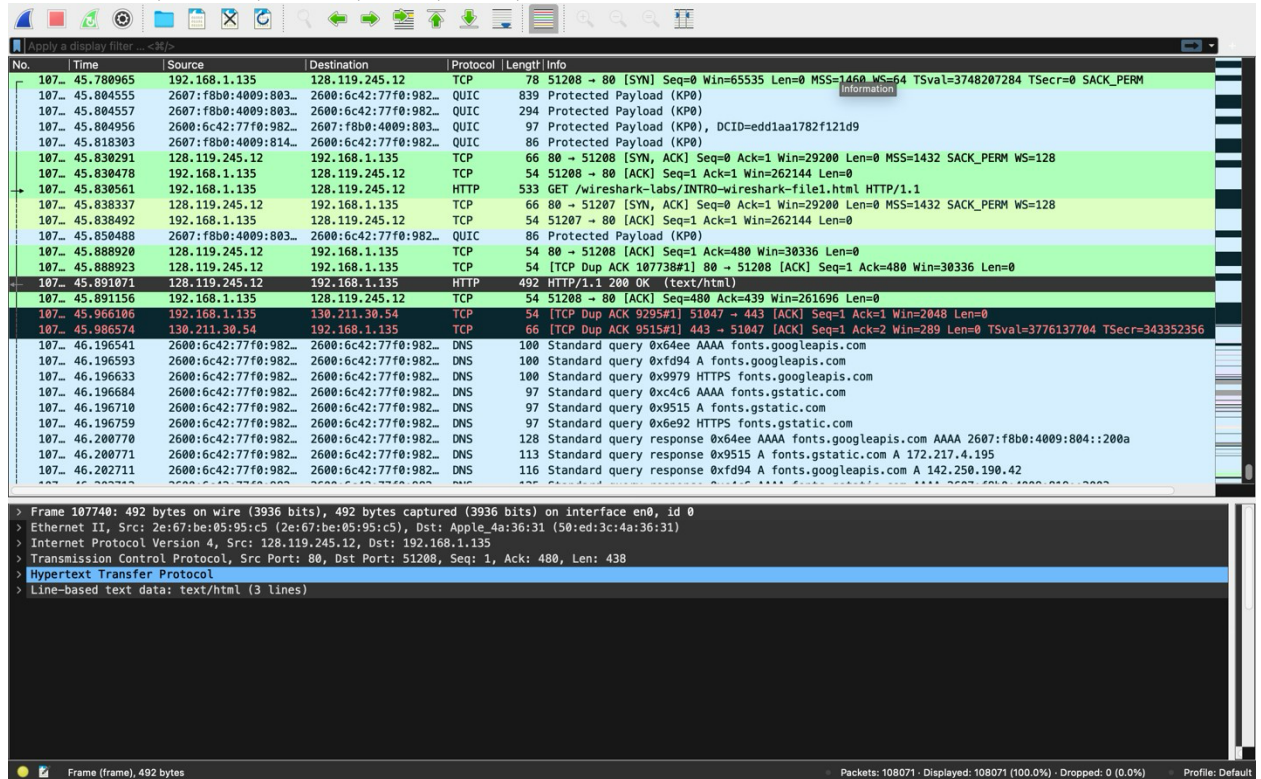 Apply a display filter ... <⌘/>
No. Time Source Destination Protocol Length Info
107… 45.780965 192.168.1.135 128.119.245.12 TCP 78 51208 → 80 [SYN] Seq=0 Win=65535 Len=0 MSS=1460 WS=64 TSval=3748207284 TSecr=0 SACK_PERM
Information
107… 45.804555 2607:f8b0:4009:803… 2600:6c42:77f0:982… QUIC 839 Protected Payload (KP0)
107… 45.804557 2607:f8b0:4009:803… 2600:6c42:77f0:982… QUIC 294 Protected Payload (KP0)
107… 45.804956 2600:6c42:77f0:982… 2607:f8b0:4009:803… QUIC 97 Protected Payload (KP0), DCID=edd1aa1782f121d9
107… 45.818303 2607:f8b0:4009:814… 2600:6c42:77f0:982… QUIC 86 Protected Payload (KP0)
107… 45.830291 128.119.245.12 192.168.1.135 TCP 66 80 → 51208 [SYN, ACK] Seq=0 Ack=1 Win=29200 Len=0 MSS=1432 SACK_PERM WS=128
107… 45.830478 192.168.1.135 128.119.245.12 TCP 54 51208 → 80 [ACK] Seq=1 Ack=1 Win=262144 Len=0
107… 45.830561 192.168.1.135 128.119.245.12 HTTP 533 GET /wireshark-labs/INTRO-wireshark-file1.html HTTP/1.1
107… 45.838337 128.119.245.12 192.168.1.135 TCP 66 80 → 51207 [SYN, ACK] Seq=0 Ack=1 Win=29200 Len=0 MSS=1432 SACK_PERM WS=128
107… 45.838492 192.168.1.135 128.119.245.12 TCP 54 51207 → 80 [ACK] Seq=1 Ack=1 Win=262144 Len=0
107… 45.850488 2607:f8b0:4009:803… 2600:6c42:77f0:982… QUIC 86 Protected Payload (KP0)
107… 45.888920 128.119.245.12 192.168.1.135 TCP 54 80 → 51208 [ACK] Seq=1 Ack=480 Win=30336 Len=0
107… 45.888923 128.119.245.12 192.168.1.135 TCP 54 [TCP Dup ACK 107738#1] 80 → 51208 [ACK] Seq=1 Ack=480 Win=30336 Len=0
107… 45.891071 128.119.245.12 192.168.1.135 HTTP 492 HTTP/1.1 200 OK (text/html)
107… 45.891156 192.168.1.135 128.119.245.12 TCP 54 51208 → 80 [ACK] Seq=480 Ack=439 Win=261696 Len=0
107… 45.966106 192.168.1.135 130.211.30.54 TCP 54 [TCP Dup ACK 9295#1] 51047 → 443 [ACK] Seq=1 Ack=1 Win=2048 Len=0
107… 45.986574 130.211.30.54 192.168.1.135 TCP 66 [TCP Dup ACK 9515#1] 443 → 51047 [ACK] Seq=1 Ack=2 Win=289 Len=0 TSval=3776137704 TSecr=343352356
107… 46.196541 2600:6c42:77f0:982… 2600:6c42:77f0:982… DNS 100 Standard query 0x64ee AAAA fonts.googleapis.com
107… 46.196593 2600:6c42:77f0:982… 2600:6c42:77f0:982… DNS 100 Standard query 0xfd94 A fonts.googleapis.com
107… 46.196633 2600:6c42:77f0:982… 2600:6c42:77f0:982… DNS 100 Standard query 0x9979 HTTPS fonts.googleapis.com
107… 46.196684 2600:6c42:77f0:982… 2600:6c42:77f0:982… DNS 97 Standard query 0xc4c6 AAAA fonts.gstatic.com
107… 46.196710 2600:6c42:77f0:982… 2600:6c42:77f0:982… DNS 97 Standard query 0x9515 A fonts.gstatic.com
107… 46.196759 2600:6c42:77f0:982… 2600:6c42:77f0:982… DNS 97 Standard query 0x6e92 HTTPS fonts.gstatic.com
107… 46.200770 2600:6c42:77f0:982… 2600:6c42:77f0:982… DNS 128 Standard query response 0x64ee AAAA fonts.googleapis.com AAAA 2607:f8b0:4009:804::200a
107… 46.200771 2600:6c42:77f0:982… 2600:6c42:77f0:982… DNS 113 Standard query response 0x9515 A fonts.gstatic.com A 172.217.4.195
107… 46.202711 2600:6c42:77f0:982… 2600:6c42:77f0:982… DNS 116 Standard query response 0xfd94 A fonts.googleapis.com A 142.250.190.42
> Frame 107740: 492 bytes on wire (3936 bits), 492 bytes captured (3936 bits) on interface en0, id 0
> Ethernet II, Src: 2e:67:be:05:95:c5 (2e:67:be:05:95:c5), Dst: Apple_4a:36:31 (50:ed:3c:4a:36:31)
> Internet Protocol Version 4, Src: 128.119.245.12, Dst: 192.168.1.135
> Transmission Control Protocol, Src Port: 80, Dst Port: 51208, Seq: 1, Ack: 480, Len: 438
> Hypertext Transfer Protocol
> Line-based text data: text/html (3 lines)
Frame (frame), 492 bytes Packets: 108071 · Displayed: 108071 (100.0%) · Dropped: 0 (0.0%) Profile: Default